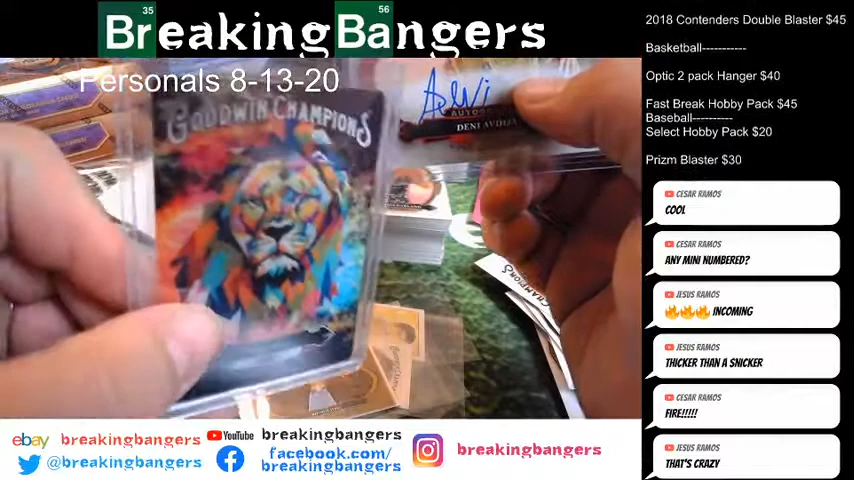 35
56
BreakingBangers
Personals 8-13-20
GOODWIN CHAMPIONS
AUTOGR
DENI AVDIJA
CHAMPIONS
2018 Contenders Double Blaster $45
Basketball-----------
Optic 2 pack Hanger $40
Fast Break Hobby Pack $45
Baseball----------
Select Hobby Pack $20
Prizm Blaster $30
CESAR RAMOS
COOL
CESAR RAMOS
ANY MINI NUMBERED?
JESUS RAMOS
🔥🔥🔥 INCOMING
JESUS RAMOS
THICKER THAN A SNICKER
CESAR RAMOS
FIRE!!!!!
JESUS RAMOS
THAT'S CRAZY
ebay breakingbangers
YouTube breakingbangers
@breakingbangers
facebook.com/
breakingbangers
breakingbangers